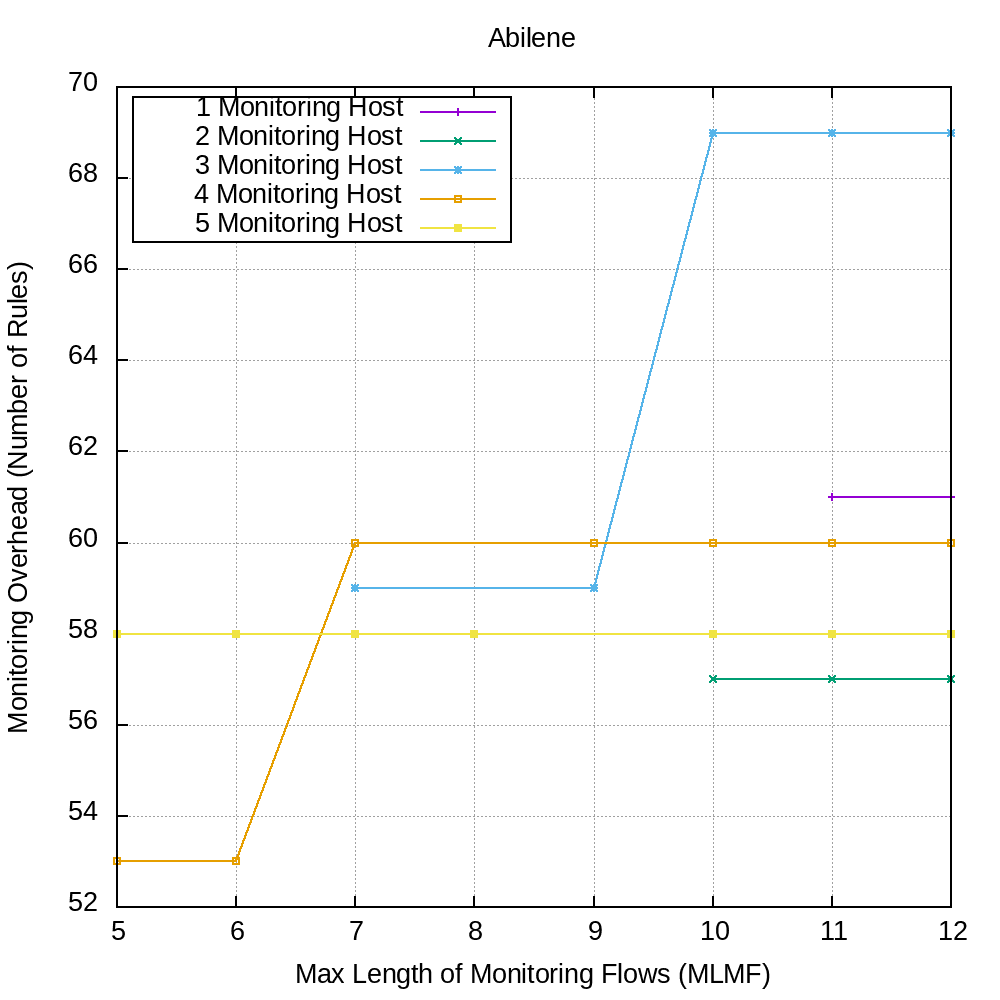 Abilene
Monitoring Overhead (Number of Rules)
70
68
66
64
62
60
58
56
54
52
1 Monitoring Host
2 Monitoring Host
3 Monitoring Host
4 Monitoring Host
5 Monitoring Host
5 6 7 8 9 10 11 12
Max Length of Monitoring Flows (MLMF)